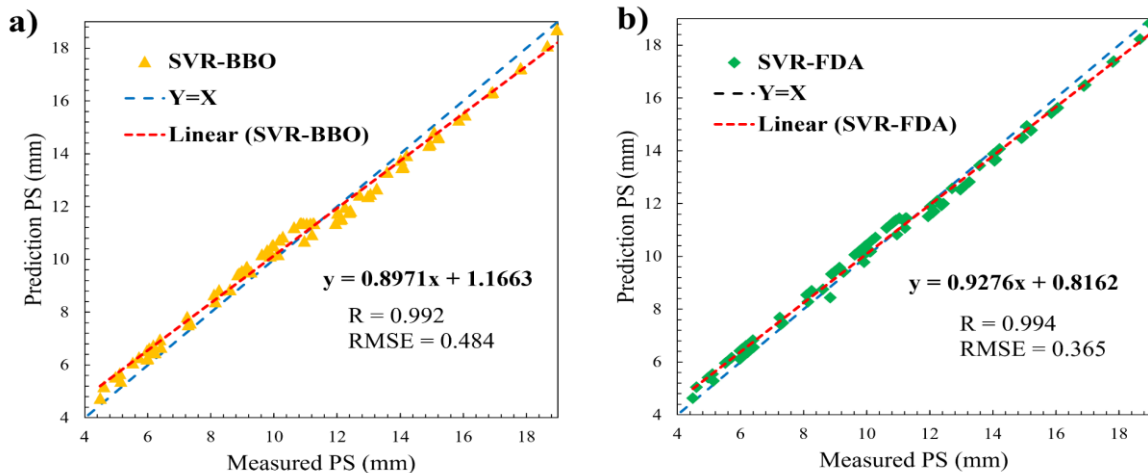 a)
SVR-BBO
Y=X
Linear (SVR-BBO)
y = 0.8971x + 1.1663
R = 0.992
RMSE = 0.484
Prediction PS (mm)
18
16
14
12
10
8
6
4
4 6 8 10 12 14 16 18
Measured PS (mm)
b)
SVR-FDA
Y=X
Linear (SVR-FDA)
y = 0.9276x + 0.8162
R = 0.994
RMSE = 0.365
Prediction PS (mm)
18
16
14
12
10
8
6
4
4 6 8 10 12 14 16 18
Measured PS (mm)